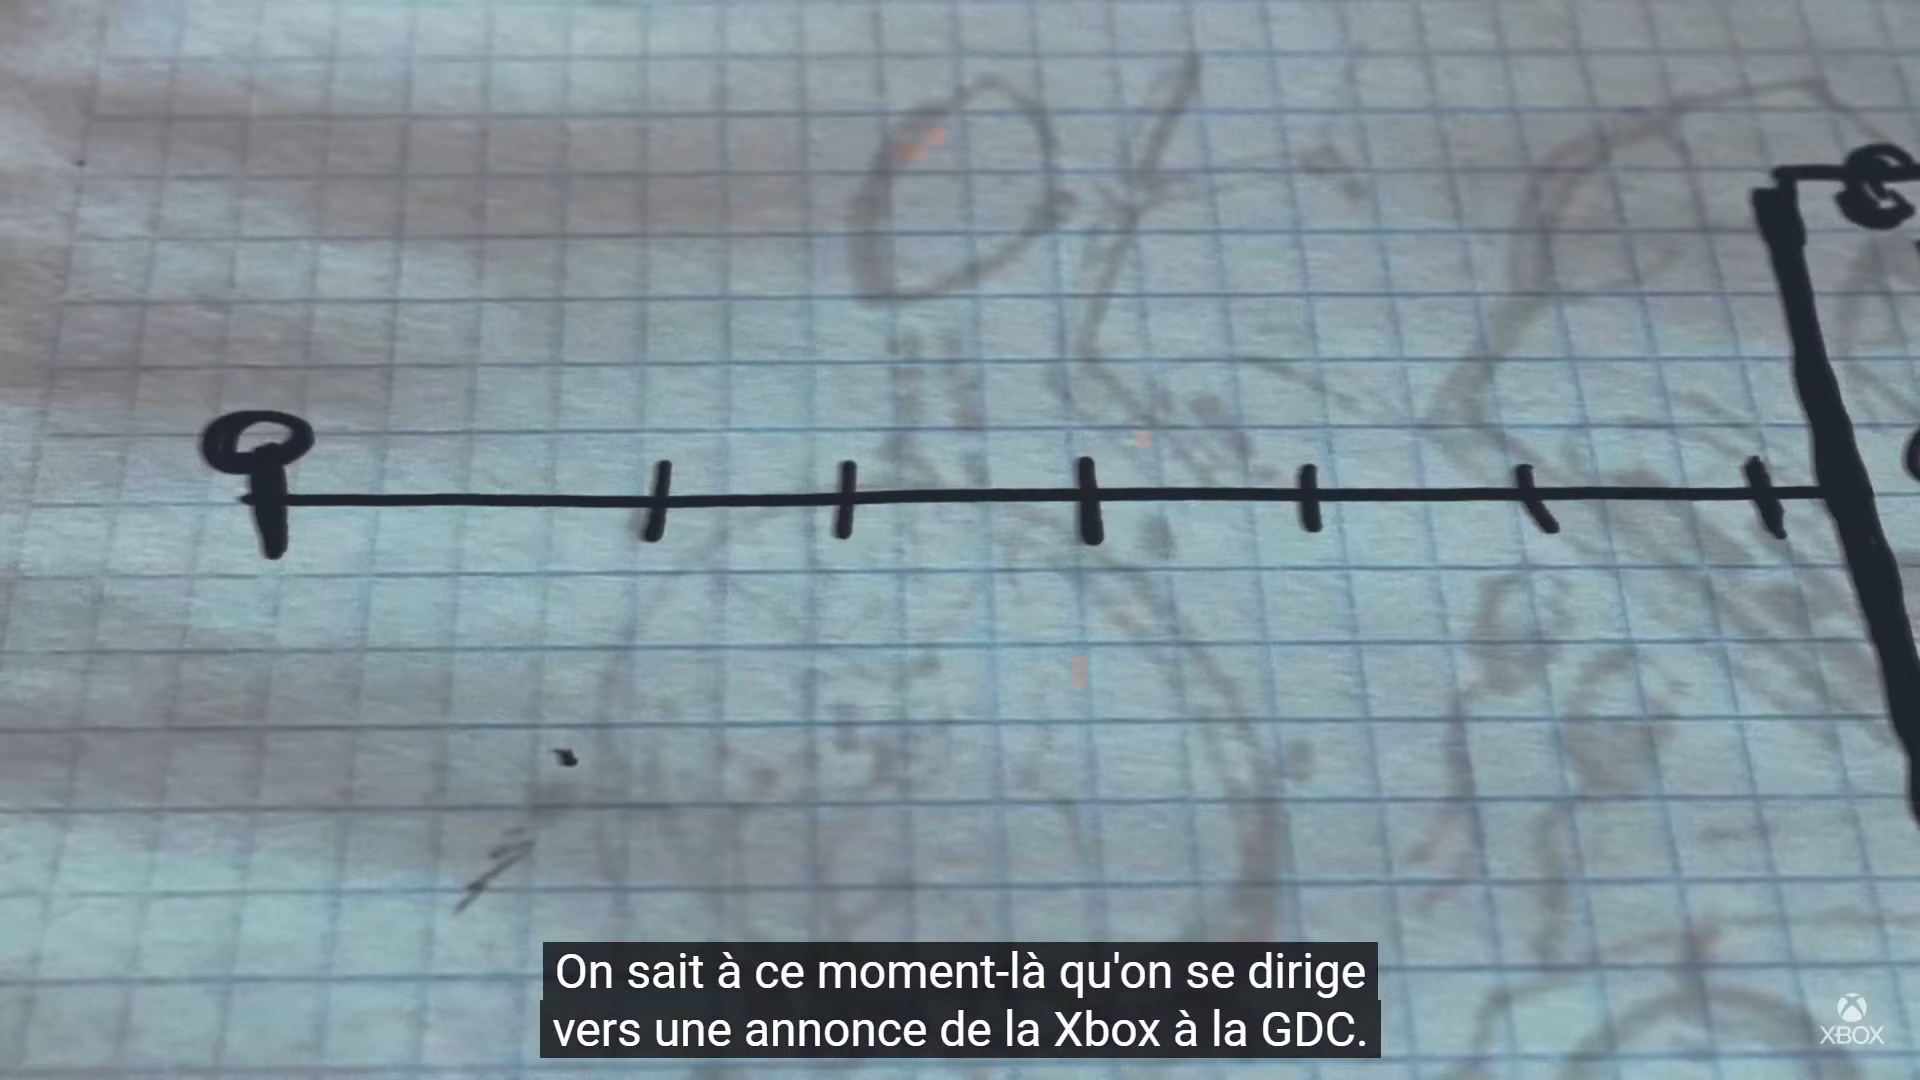 On sait à ce moment-là qu'on se dirige
vers une annonce de la Xbox à la GDC.
XBOX